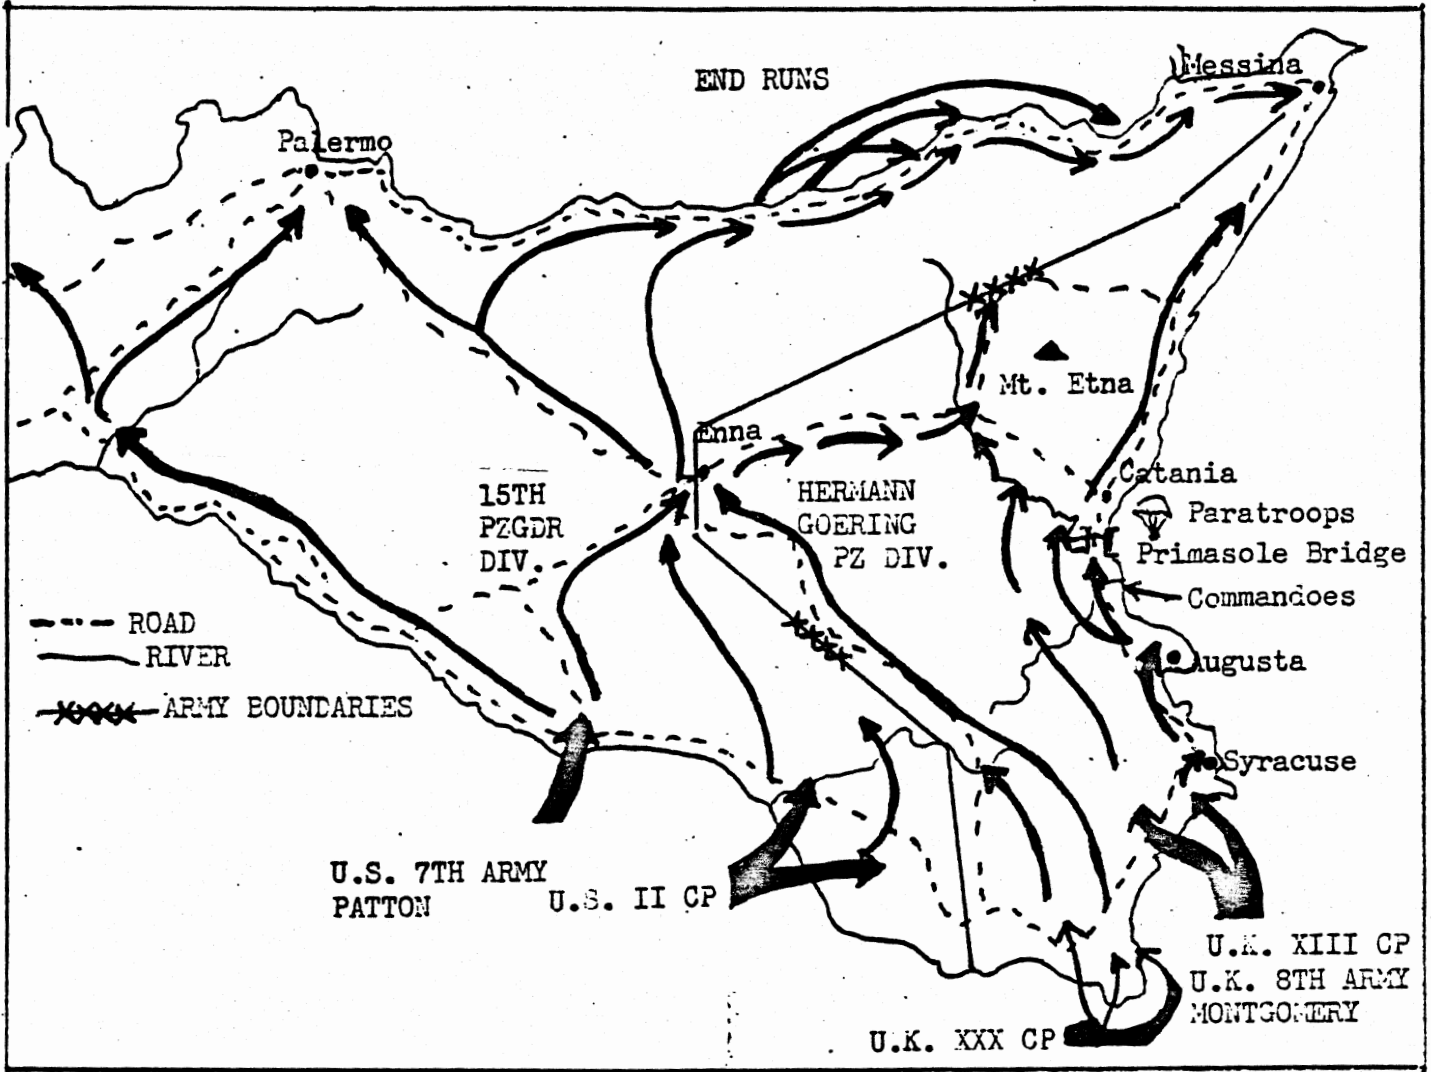 END RUNS
Messina
Palermo
Mt. Etna
Enna
Catania
15TH
PZGDR
DIV.
HERMANN
GOERING
PZ DIV.
Paratroops
Primasole Bridge
Commandoes
ROAD
RIVER
ARMY BOUNDARIES
Augusta
Syracuse
U.S. 7TH ARMY
PATTON
U.S. II CP
U.K. XIII CP
U.K. 8TH ARMY
MONTGOMERY
U.K. XXX CP